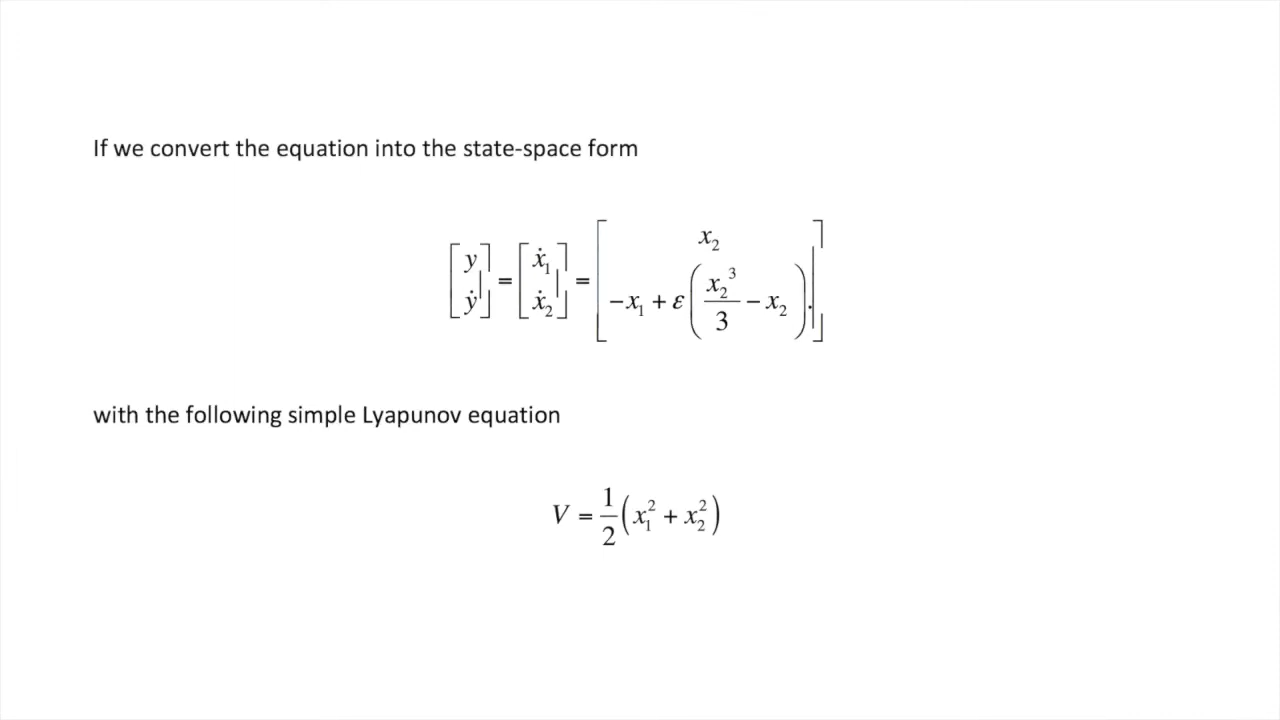 If we convert the equation into the state-space form
[y; ẏ] = [ẋ₁; ẋ₂] = [x₂; −x₁ + ε(x₂³/3 − x₂).]
with the following simple Lyapunov equation
V = 1/2 (x₁² + x₂²)